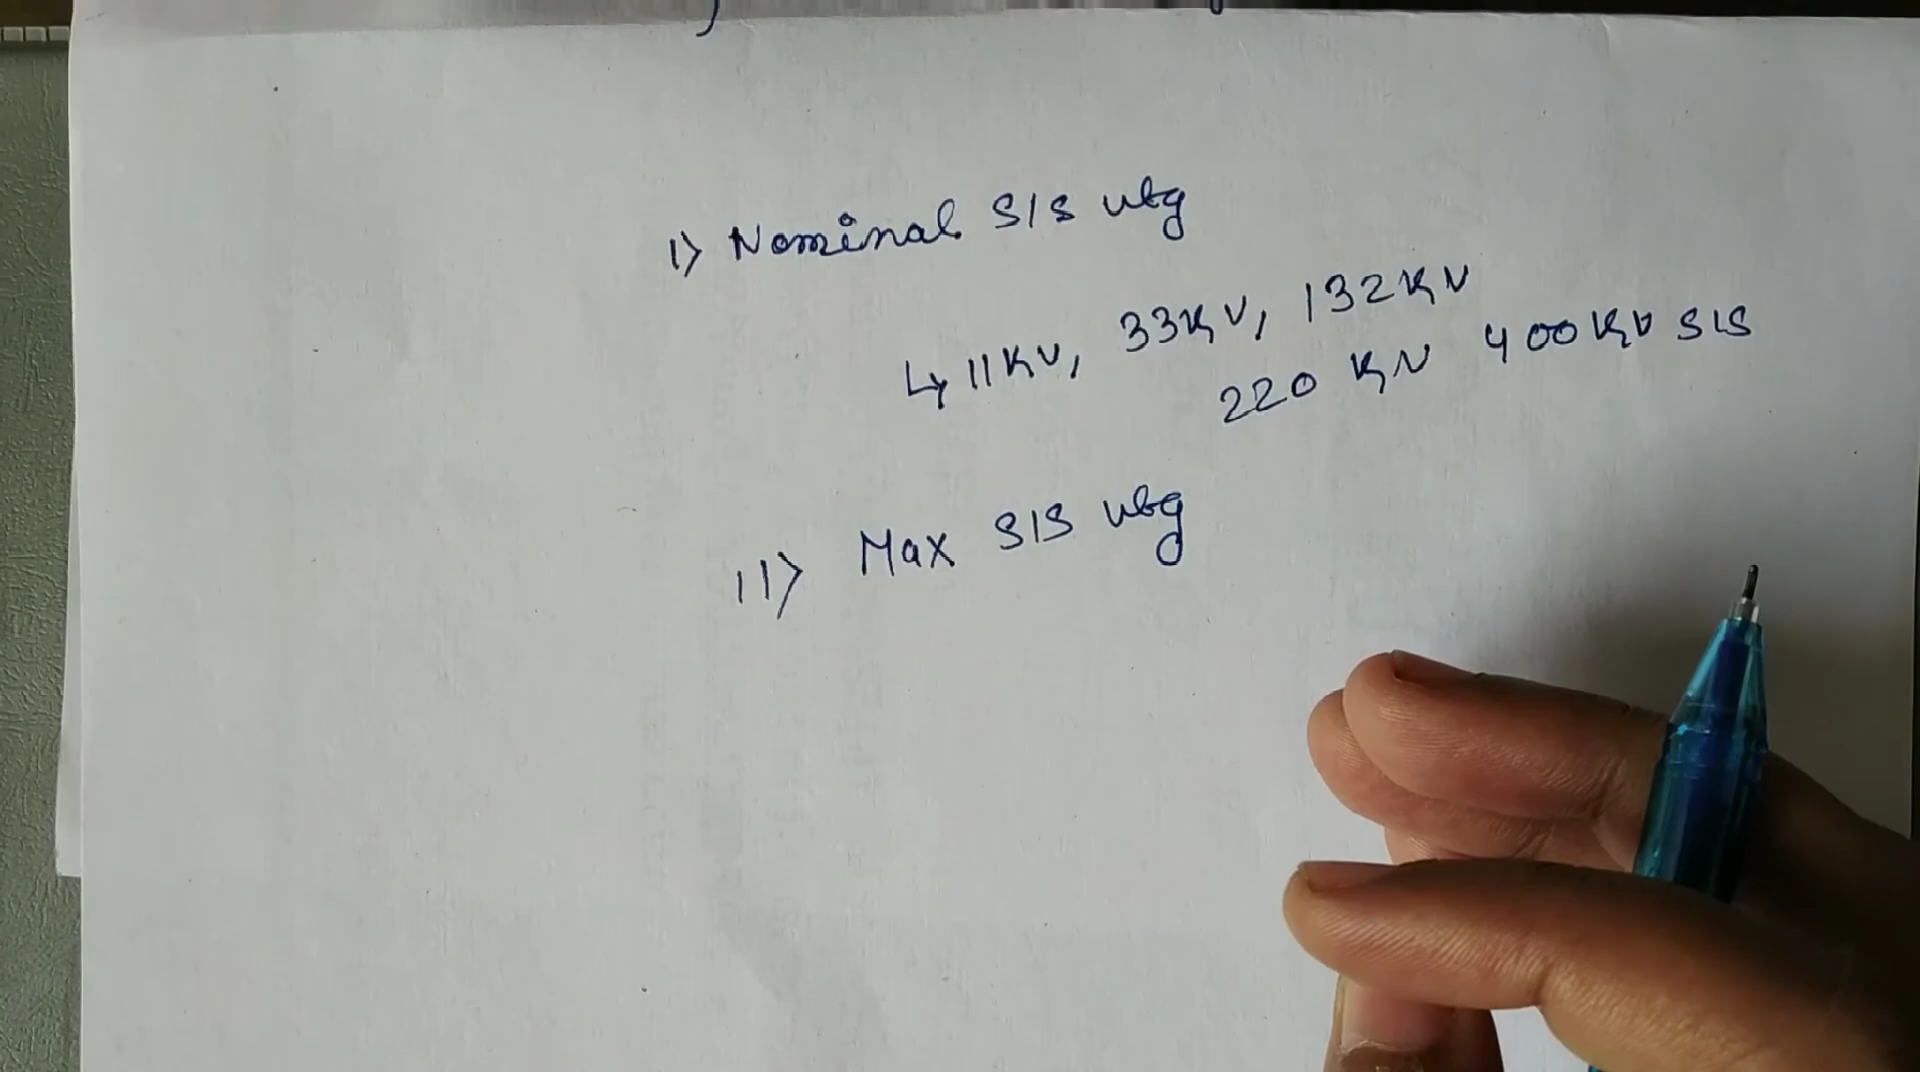 1) Nominal S/S vtg
↳ 11KV, 33KV, 132KV
220 KV 400KV S/S
11) Max S/S vtg